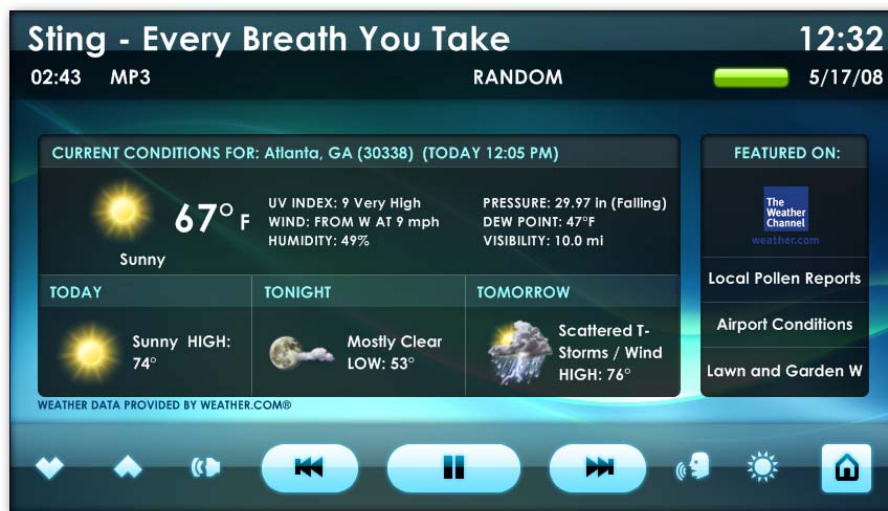 Sting - Every Breath You Take 12:32
02:43 MP3 RANDOM 5/17/08
CURRENT CONDITIONS FOR: Atlanta, GA (30338) (TODAY 12:05 PM)
67° F
Sunny
UV INDEX: 9 Very High
WIND: FROM W AT 9 mph
HUMIDITY: 49%
PRESSURE: 29.97 in (Falling)
DEW POINT: 47°F
VISIBILITY: 10.0 mi
TODAY
Sunny HIGH:
74°
TONIGHT
Mostly Clear
LOW: 53°
TOMORROW
Scattered T-
Storms / Wind
HIGH: 76°
WEATHER DATA PROVIDED BY WEATHER.COM®
FEATURED ON:
The
Weather
Channel
weather.com
Local Pollen Reports
Airport Conditions
Lawn and Garden W